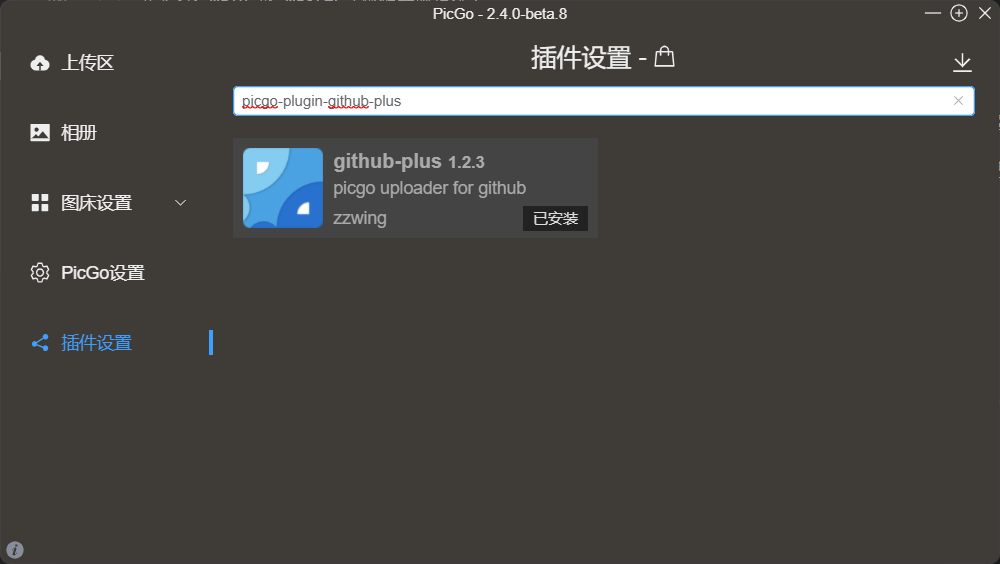 PicGo - 2.4.0-beta.8
上传区
相册
图床设置
PicGo设置
插件设置
插件设置 -
picgo-plugin-github-plus
github-plus 1.2.3
picgo uploader for github
zzwing
已安装